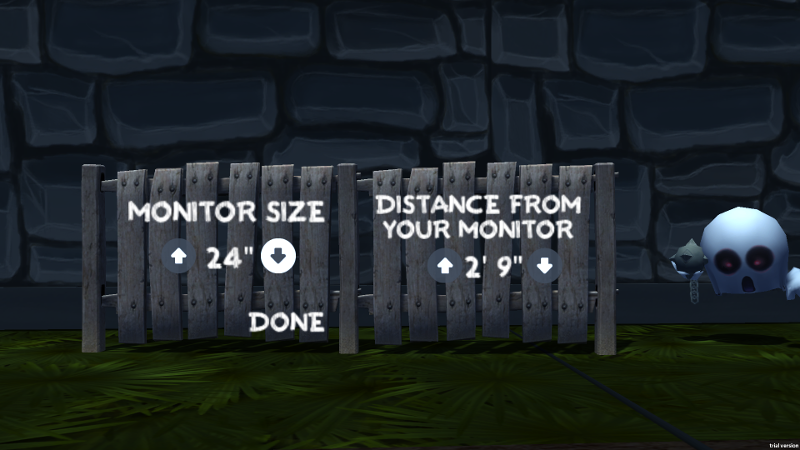 MONITOR SIZE
24"
DONE
DISTANCE FROM
YOUR MONITOR
2' 9"
trial version